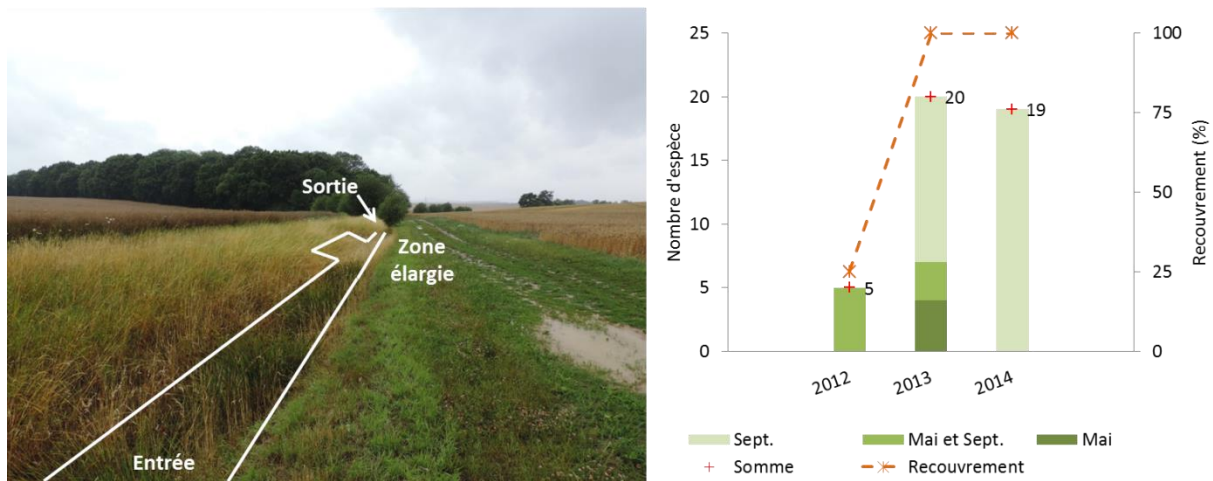 Sortie
Zone
élargie
Entrée
25
20
15
10
5
0
Nombre d'espèce
100
75
50
25
0
Recouvrement (%)
5
20
19
2012
2013
2014
Sept.
Mai et Sept.
Mai
Somme
Recouvrement